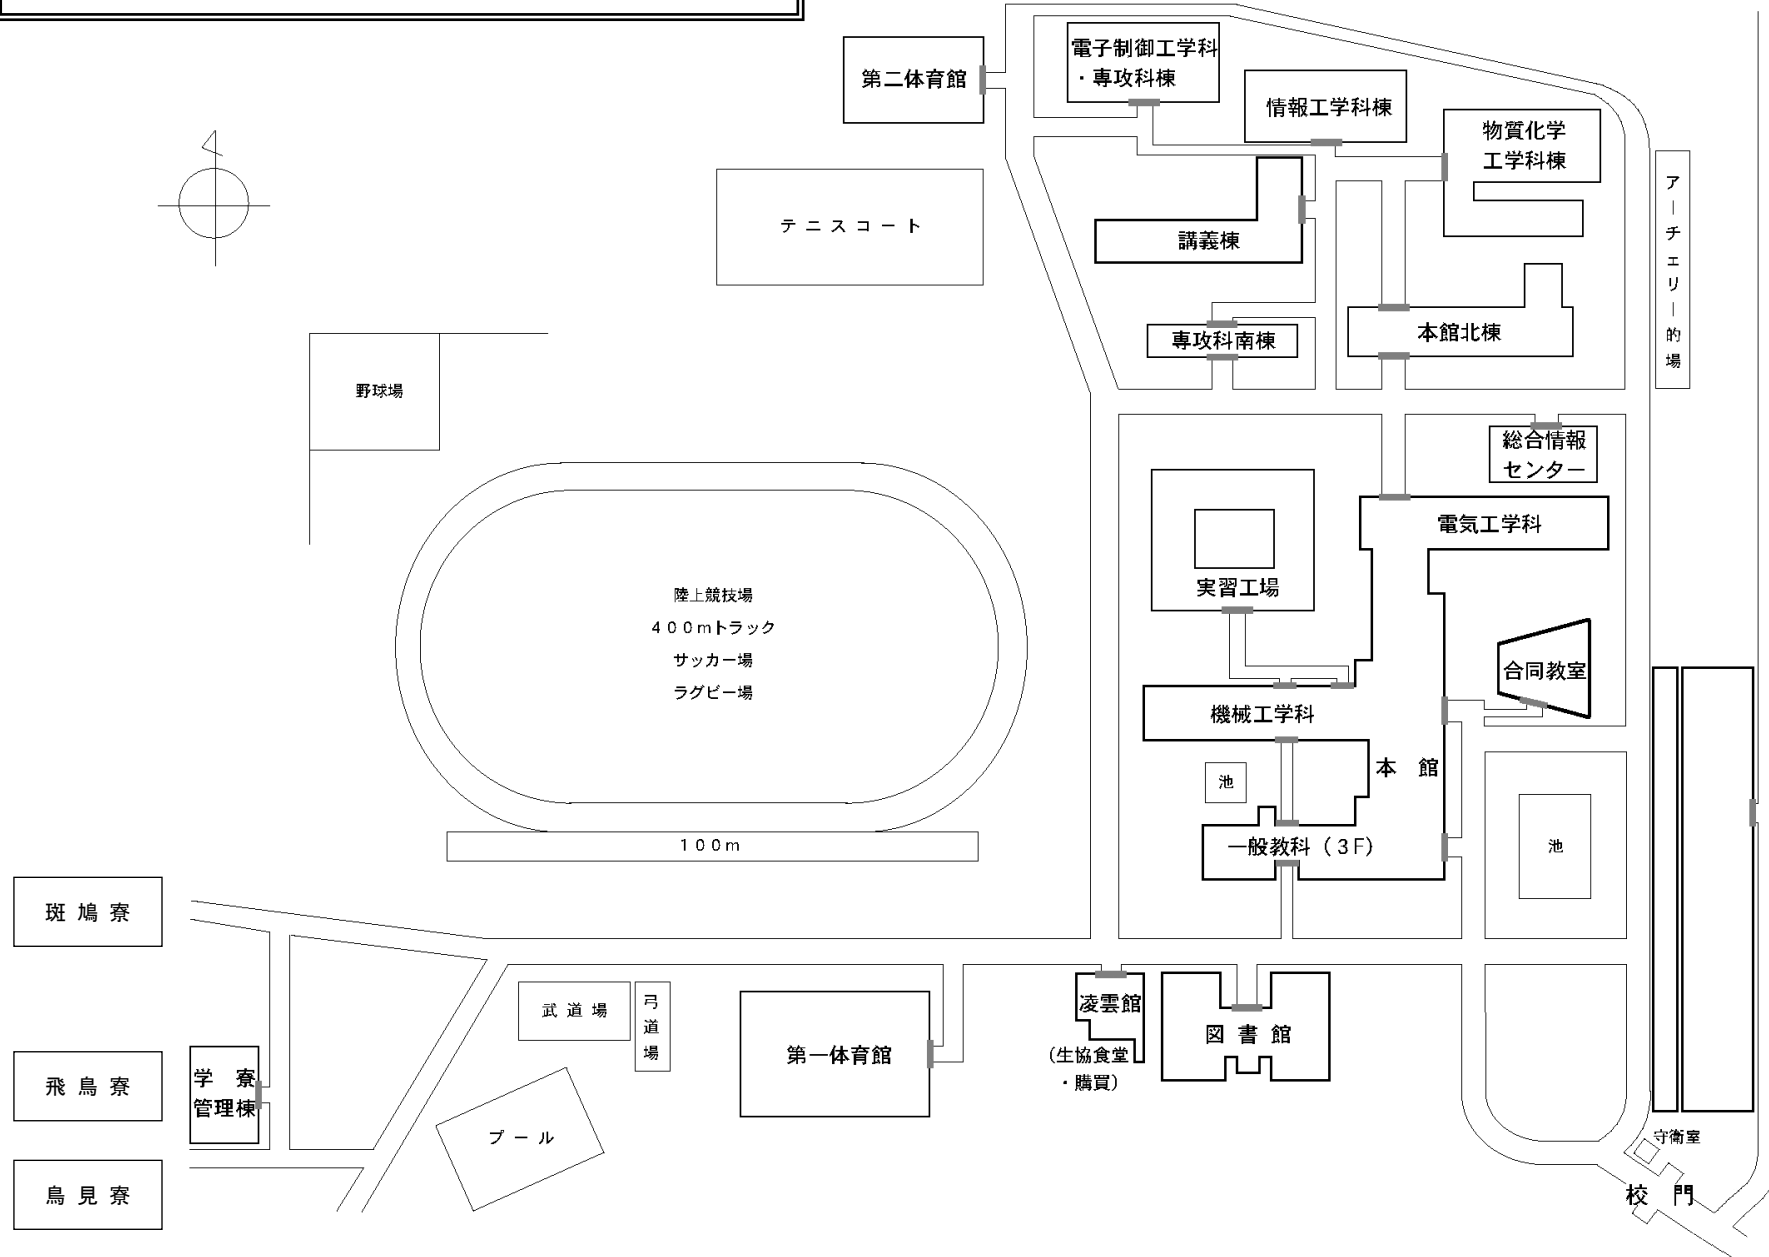 電子制御工学科
・専攻科棟
第二体育館
情報工学科棟
物質化学
工学科棟
アーチェリー的場
テニスコート
講義棟
専攻科南棟
本館北棟
野球場
総合情報
センター
電気工学科
実習工場
陸上競技場
400mトラック
サッカー場
ラグビー場
合同教室
機械工学科
本館
池
一般教科(3F)
100m
池
斑鳩寮
武道場
弓道場
凌雲館
(生協食堂
・購買)
図書館
第一体育館
飛鳥寮
学寮
管理棟
プール
守衛室
鳥見寮
校門